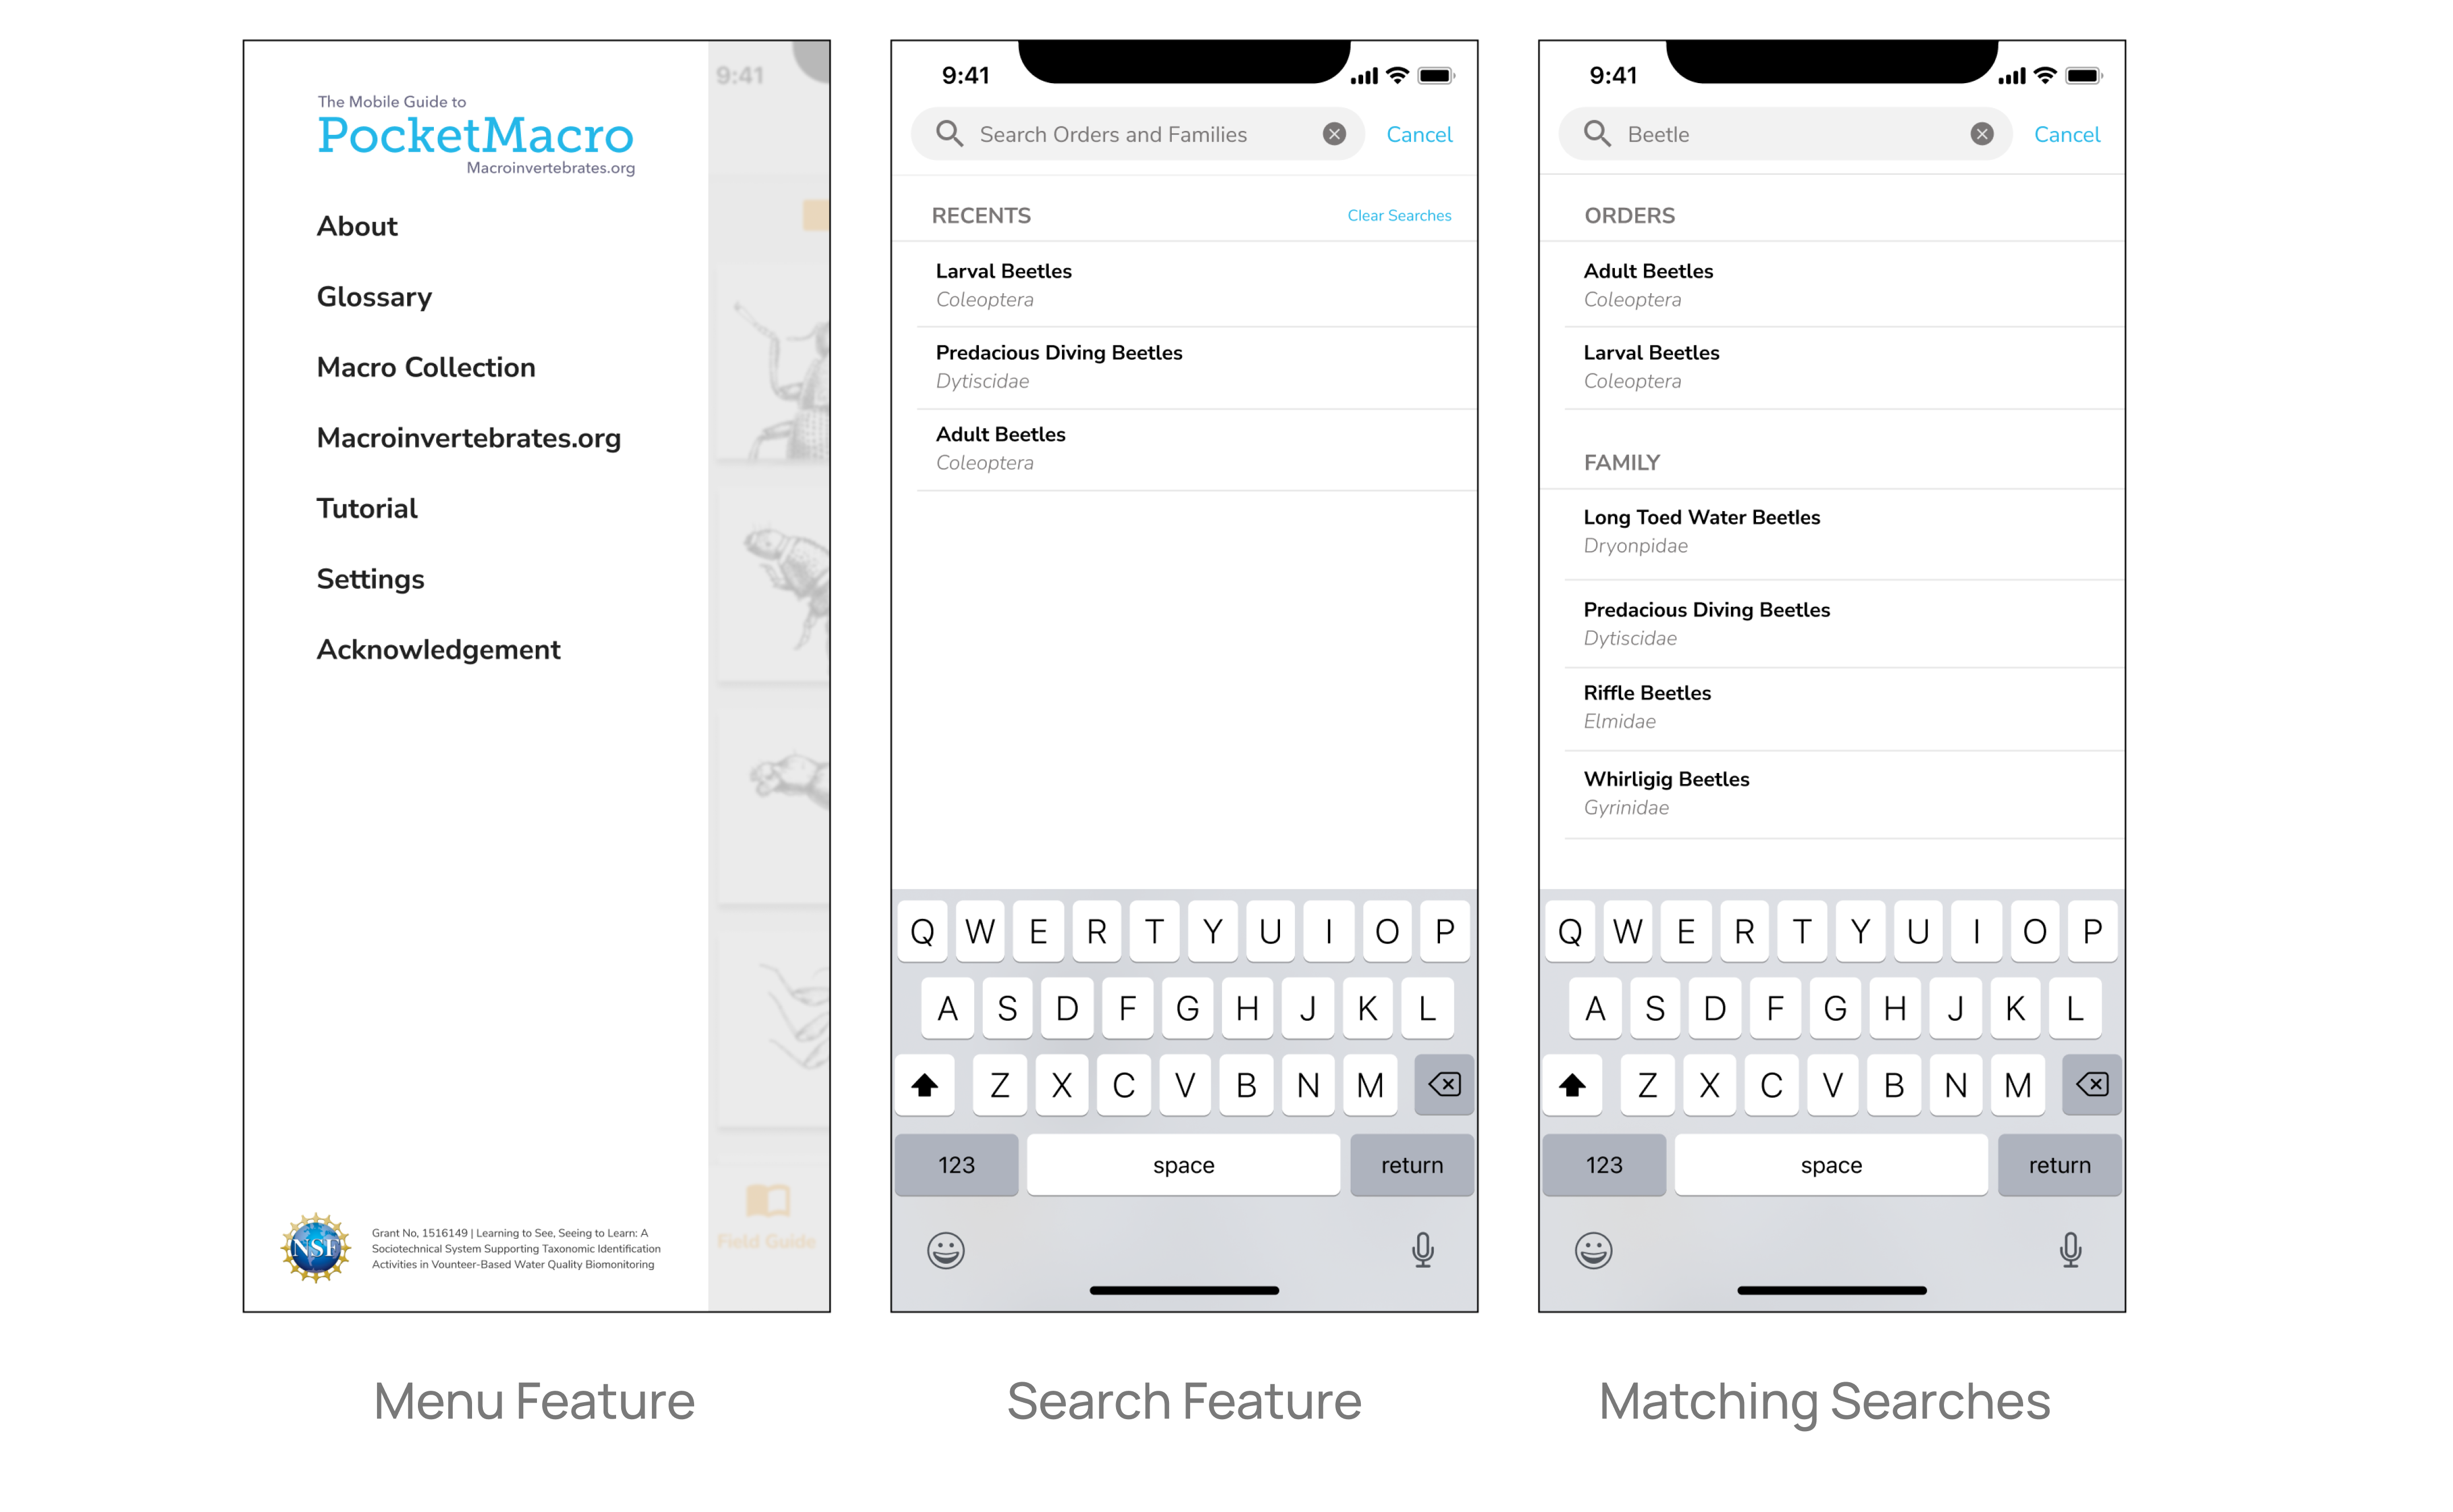 The Mobile Guide to
PocketMacro
Macroinvertebrates.org
About
Glossary
Macro Collection
Macroinvertebrates.org
Tutorial
Settings
Acknowledgement
NSF
Grant No, 1516149 | Learning to See, Seeing to Learn: A
Sociotechnical System Supporting Taxonomic Identification
Activities in Vounteer-Based Water Quality Biomonitoring
9:41
Field Guide
Menu Feature
9:41
Search Orders and Families
Cancel
RECENTS
Clear Searches
Larval Beetles
Coleoptera
Predacious Diving Beetles
Dytiscidae
Adult Beetles
Coleoptera
Q W E R T Y U I O P
A S D F G H J K L
Z X C V B N M
123 space return
Search Feature
9:41
Beetle
Cancel
ORDERS
Adult Beetles
Coleoptera
Larval Beetles
Coleoptera
FAMILY
Long Toed Water Beetles
Dryonpidae
Predacious Diving Beetles
Dytiscidae
Riffle Beetles
Elmidae
Whirligig Beetles
Gyrinidae
Q W E R T Y U I O P
A S D F G H J K L
Z X C V B N M
123 space return
Matching Searches